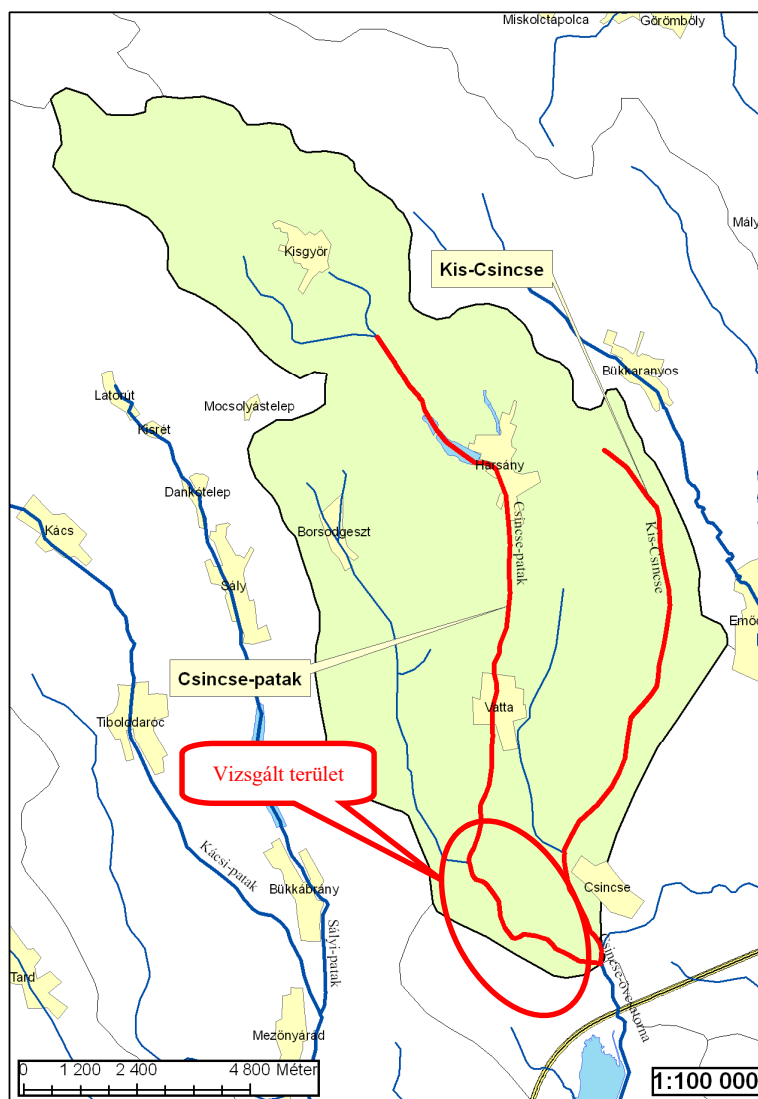 Miskolctapolca
Görömböly
Mály
Kisgyőr
Kis-Csincse
Bükkaranyos
Latorút
Mocsolyástelep
Kisrét
Harsány
Dankótelep
Csincse-patak
Kács
Borsodgeszt
Kis-Csincse
Sály
Emőd
Csincse-patak
Vatta
Tibolddaróc
Vizsgált terület
Kácsi-patak
Bükkábrány
Csincse
Sályi-patak
Csincse-övcsatorna
Tard
Mezőnyárád
0 1 200 2 400 4 800 Méter
1:100 000